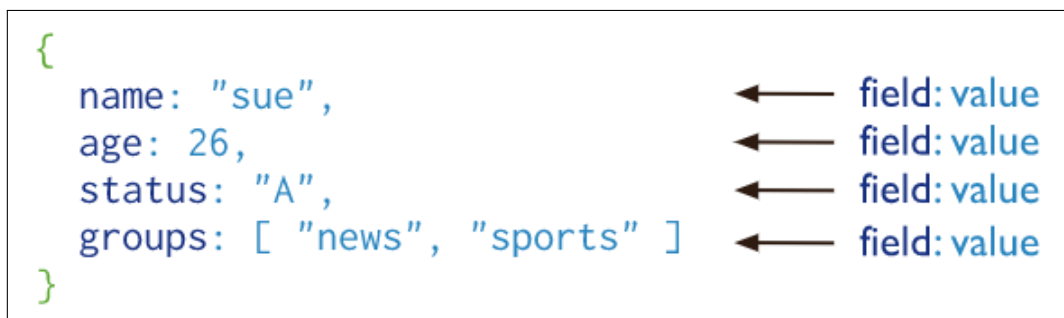 {
name: "sue", field: value
age: 26, field: value
status: "A", field: value
groups: [ "news", "sports" ] field: value
}